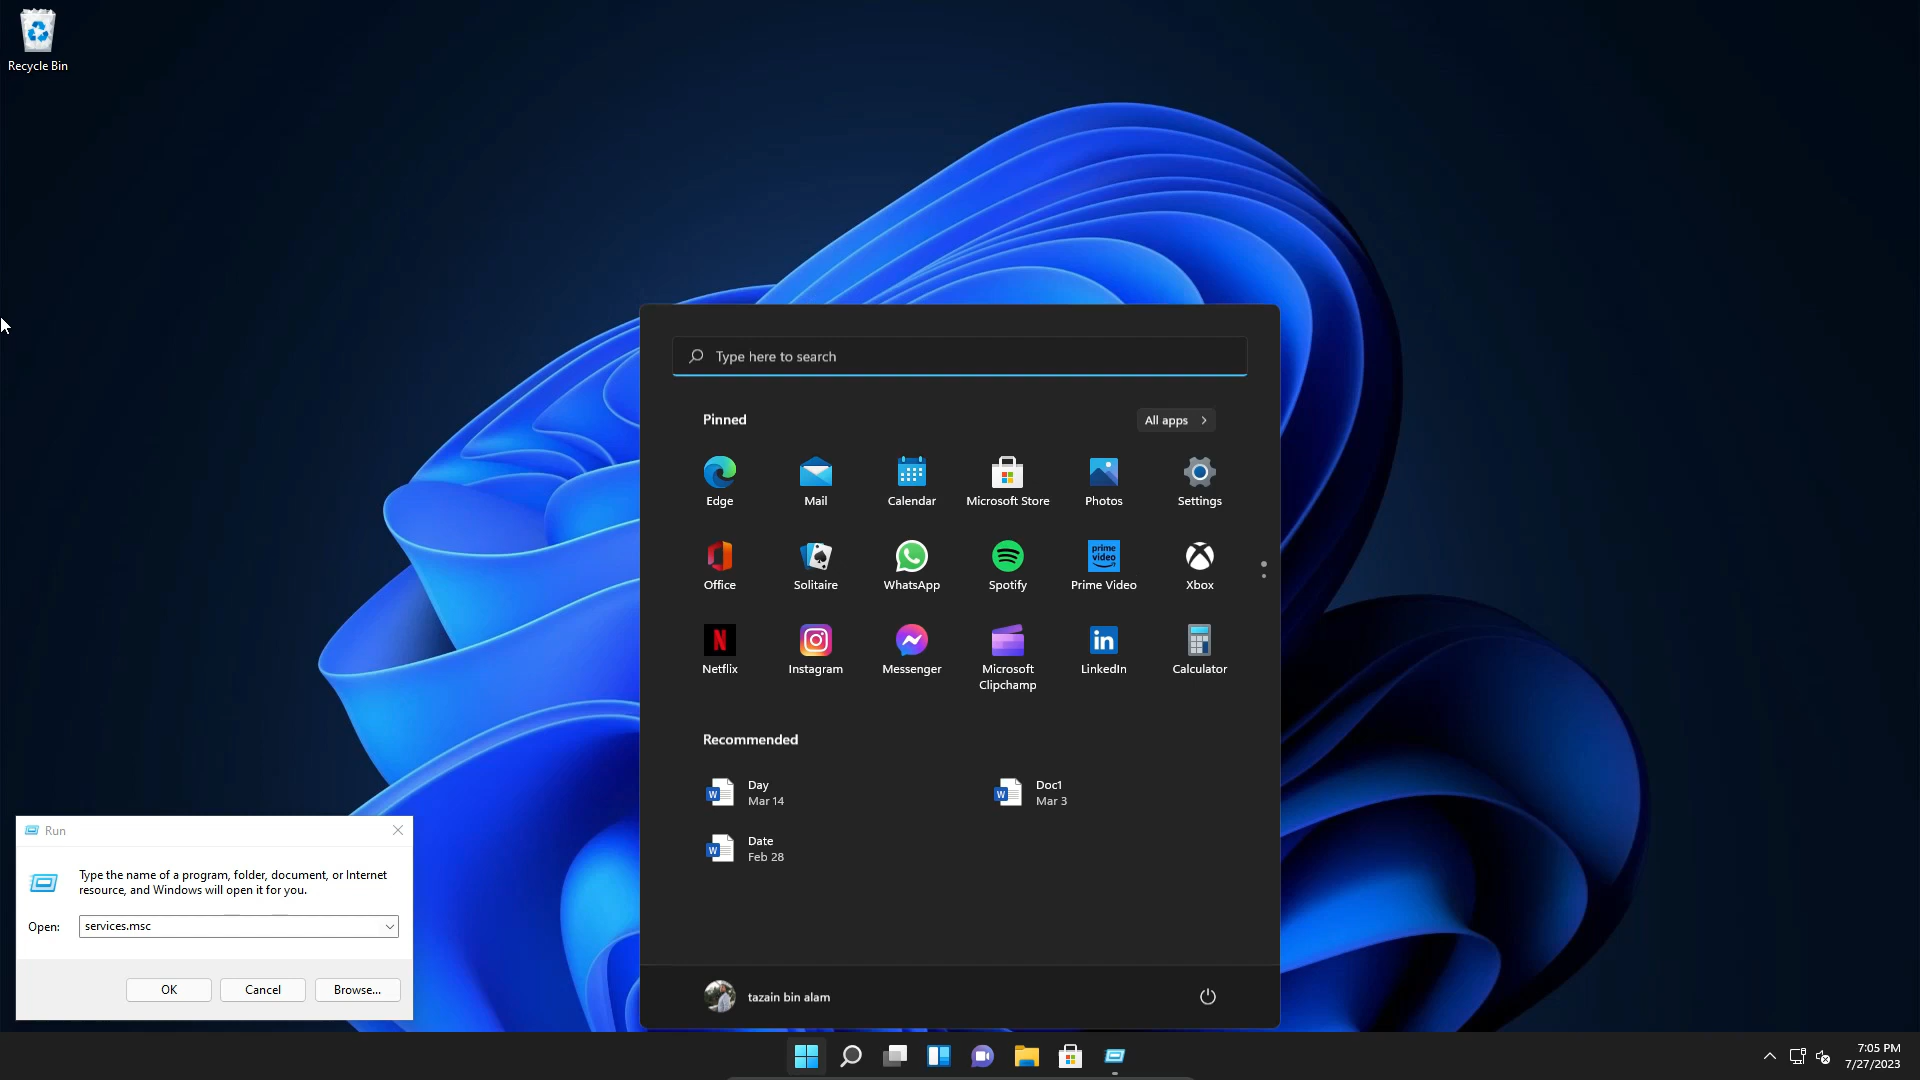 Recycle Bin
Type here to search
Pinned
All apps
Edge
Mail
Calendar
Microsoft Store
Photos
Settings
Office
Solitaire
WhatsApp
Spotify
prime video
Prime Video
Xbox
Netflix
Instagram
Messenger
Microsoft
Clipchamp
LinkedIn
Calculator
Recommended
Day
Mar 14
Doc1
Mar 3
Date
Feb 28
tazain bin alam
Run
Type the name of a program, folder, document, or Internet
resource, and Windows will open it for you.
Open:
services.msc
OK
Cancel
Browse...
7:05 PM
7/27/2023